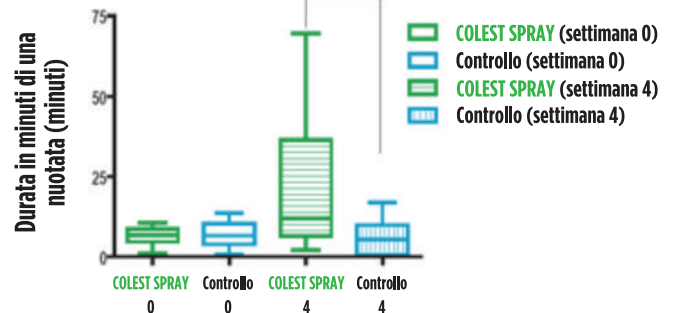 Durata in minuti di una
nuotata (minuti)
75
50
25
0
COLEST SPRAY (settimana 0)
Controllo (settimana 0)
COLEST SPRAY (settimana 4)
Controllo (settimana 4)
COLEST SPRAY Controllo COLEST SPRAY Controllo
0 0 4 4